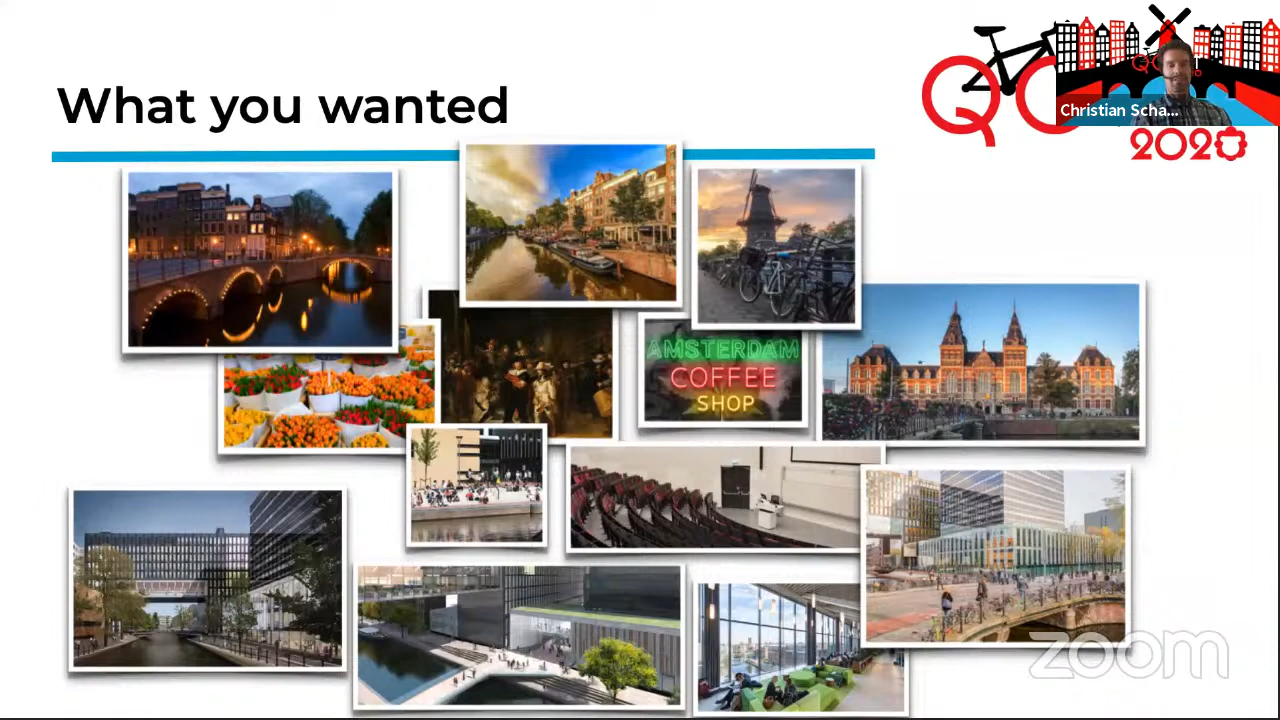 What you wanted
Christian Scha...
2020
AMSTERDAM
COFFEE
SHOP
zoom